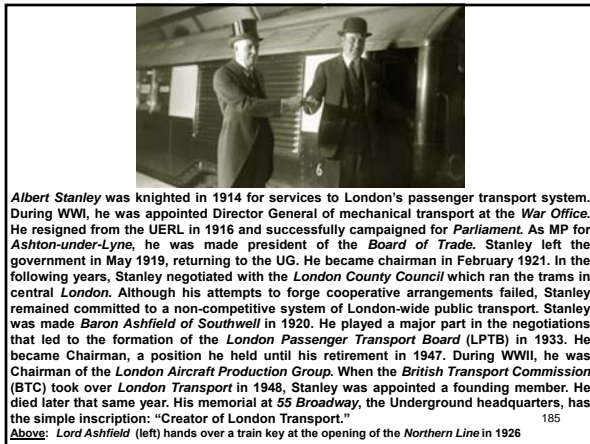 6
Albert Stanley was knighted in 1914 for services to London's passenger transport system.
During WWI, he was appointed Director General of mechanical transport at the War Office.
He resigned from the UERL in 1916 and successfully campaigned for Parliament. As MP for
Ashton-under-Lyne, he was made president of the Board of Trade. Stanley left the
government in May 1919, returning to the UG. He became chairman in February 1921. In the
following years, Stanley negotiated with the London County Council which ran the trams in
central London. Although his attempts to forge cooperative arrangements failed, Stanley
remained committed to a non-competitive system of London-wide public transport. Stanley
was made Baron Ashfield of Southwell in 1920. He played a major part in the negotiations
that led to the formation of the London Passenger Transport Board (LPTB) in 1933. He
became Chairman, a position he held until his retirement in 1947. During WWII, he was
Chairman of the London Aircraft Production Group. When the British Transport Commission
(BTC) took over London Transport in 1948, Stanley was appointed a founding member. He
died later that same year. His memorial at 55 Broadway, the Underground headquarters, has
the simple inscription: “Creator of London Transport.” 185
Above: Lord Ashfield (left) hands over a train key at the opening of the Northern Line in 1926